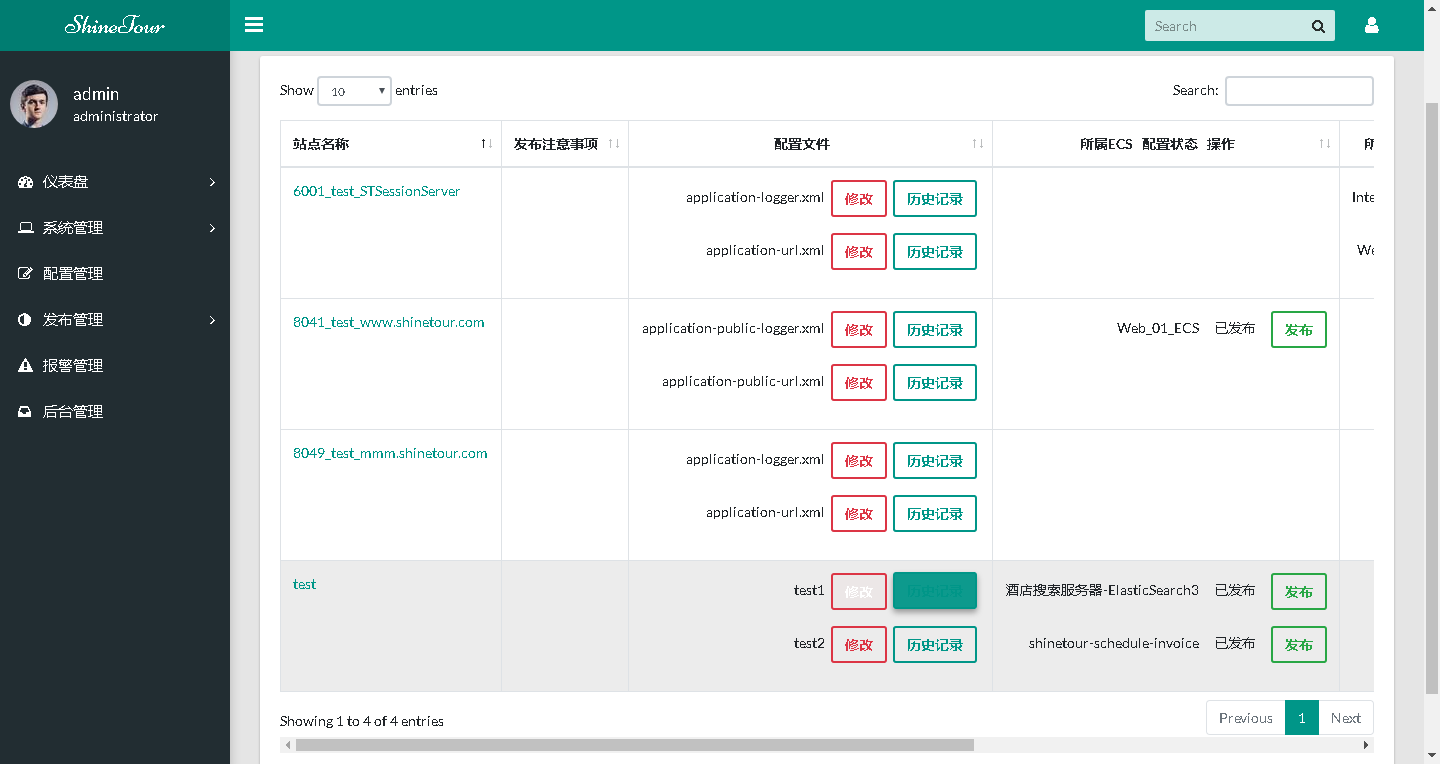 ShineTour
Search
admin
administrator
仪表盘
系统管理
配置管理
发布管理
报警管理
后台管理
Show 10 entries
Search:
站点名称 发布注意事项 配置文件 所属ECS 配置状态 操作 所
6001_test_STSessionServer application-logger.xml 修改 历史记录 Inte
application-url.xml 修改 历史记录 We
8041_test_www.shinetour.com application-public-logger.xml 修改 历史记录 Web_01_ECS 已发布 发布
application-public-url.xml 修改 历史记录
8049_test_mmm.shinetour.com application-logger.xml 修改 历史记录
application-url.xml 修改 历史记录
test test1 修改 历史记录 酒店搜索服务器-ElasticSearch3 已发布 发布
test2 修改 历史记录 shinetour-schedule-invoice 已发布 发布
Showing 1 to 4 of 4 entries
Previous 1 Next